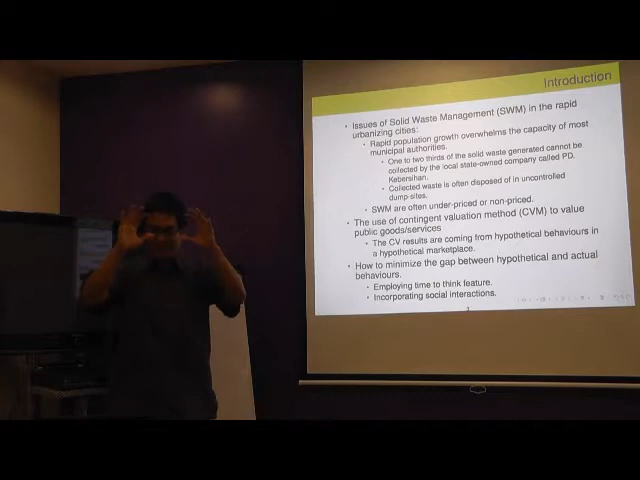 Introduction
• Issues of Solid Waste Management (SWM) in the rapid
urbanizing cities:
• Rapid population growth overwhelms the capacity of most
municipal authorities.
• One to two thirds of the solid waste generated cannot be
collected by the local state-owned company called PD.
Kebersihan.
• Collected waste is often disposed of in uncontrolled
dump-sites.
• SWM are often under-priced or non-priced.
• The use of contingent valuation method (CVM) to value
public goods/services
• The CV results are coming from hypothetical behaviours in
a hypothetical marketplace.
• How to minimize the gap between hypothetical and actual
behaviours.
• Employing time to think feature.
• Incorporating social interactions.